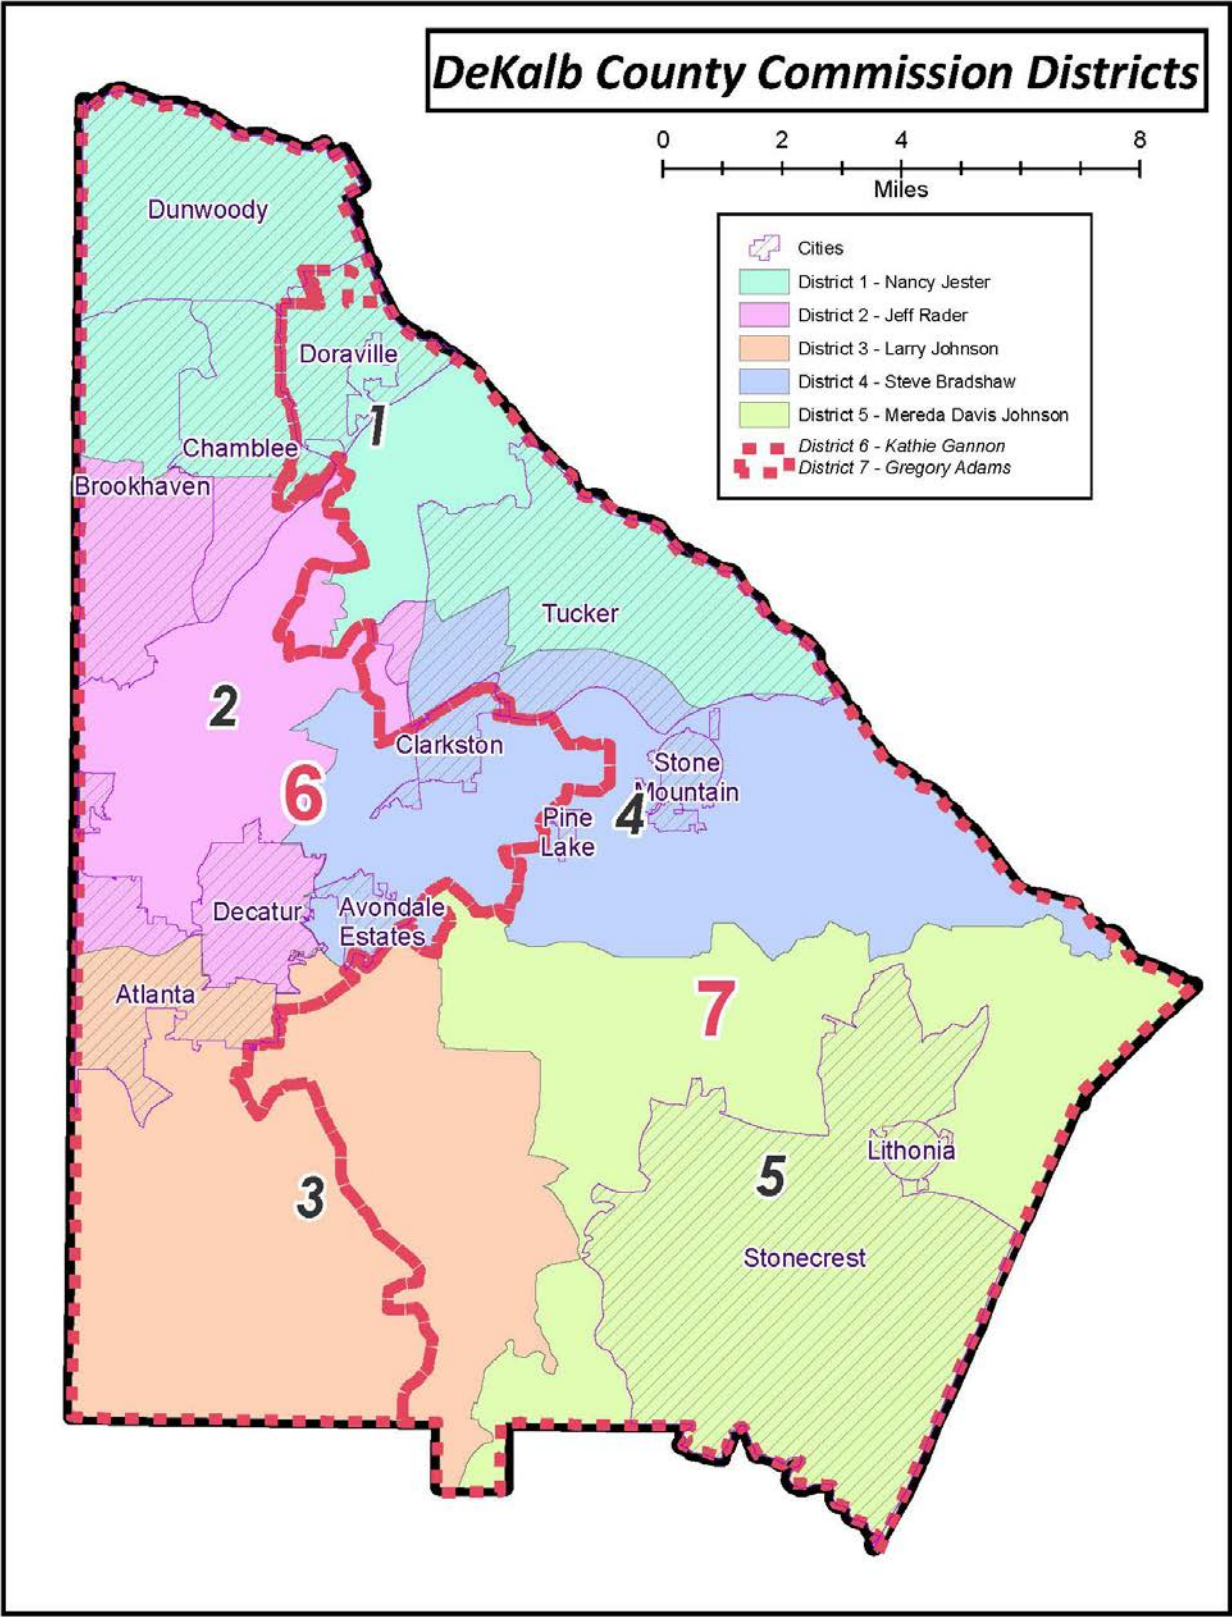 DeKalb County Commission Districts
0 2 4 8
Miles
Cities
District 1 - Nancy Jester
District 2 - Jeff Rader
District 3 - Larry Johnson
District 4 - Steve Bradshaw
District 5 - Mereda Davis Johnson
District 6 - Kathie Gannon
District 7 - Gregory Adams
Dunwoody
Doraville
1
Chamblee
Brookhaven
Tucker
2
Clarkston
Stone
Mountain
6
4
Pine
Lake
Decatur
Avondale
Estates
Atlanta
7
Lithonia
5
3
Stonecrest